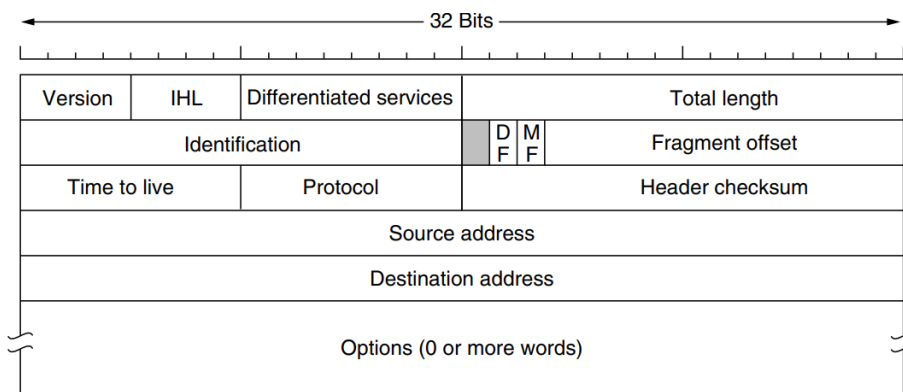 32 Bits
Version IHL Differentiated services Total length
Identification D F M F Fragment offset
Time to live Protocol Header checksum
Source address
Destination address
Options (0 or more words)